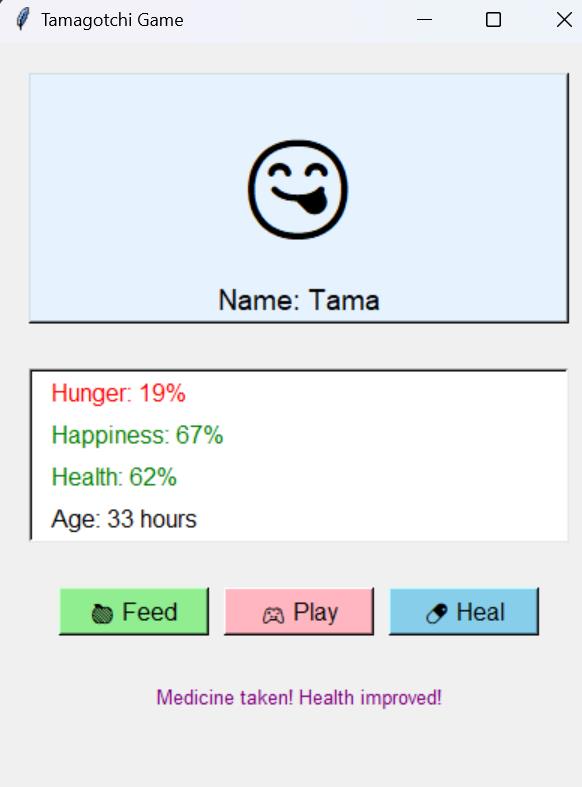 Tamagotchi Game
Name: Tama
Hunger: 19%
Happiness: 67%
Health: 62%
Age: 33 hours
Feed Play Heal
Medicine taken! Health improved!